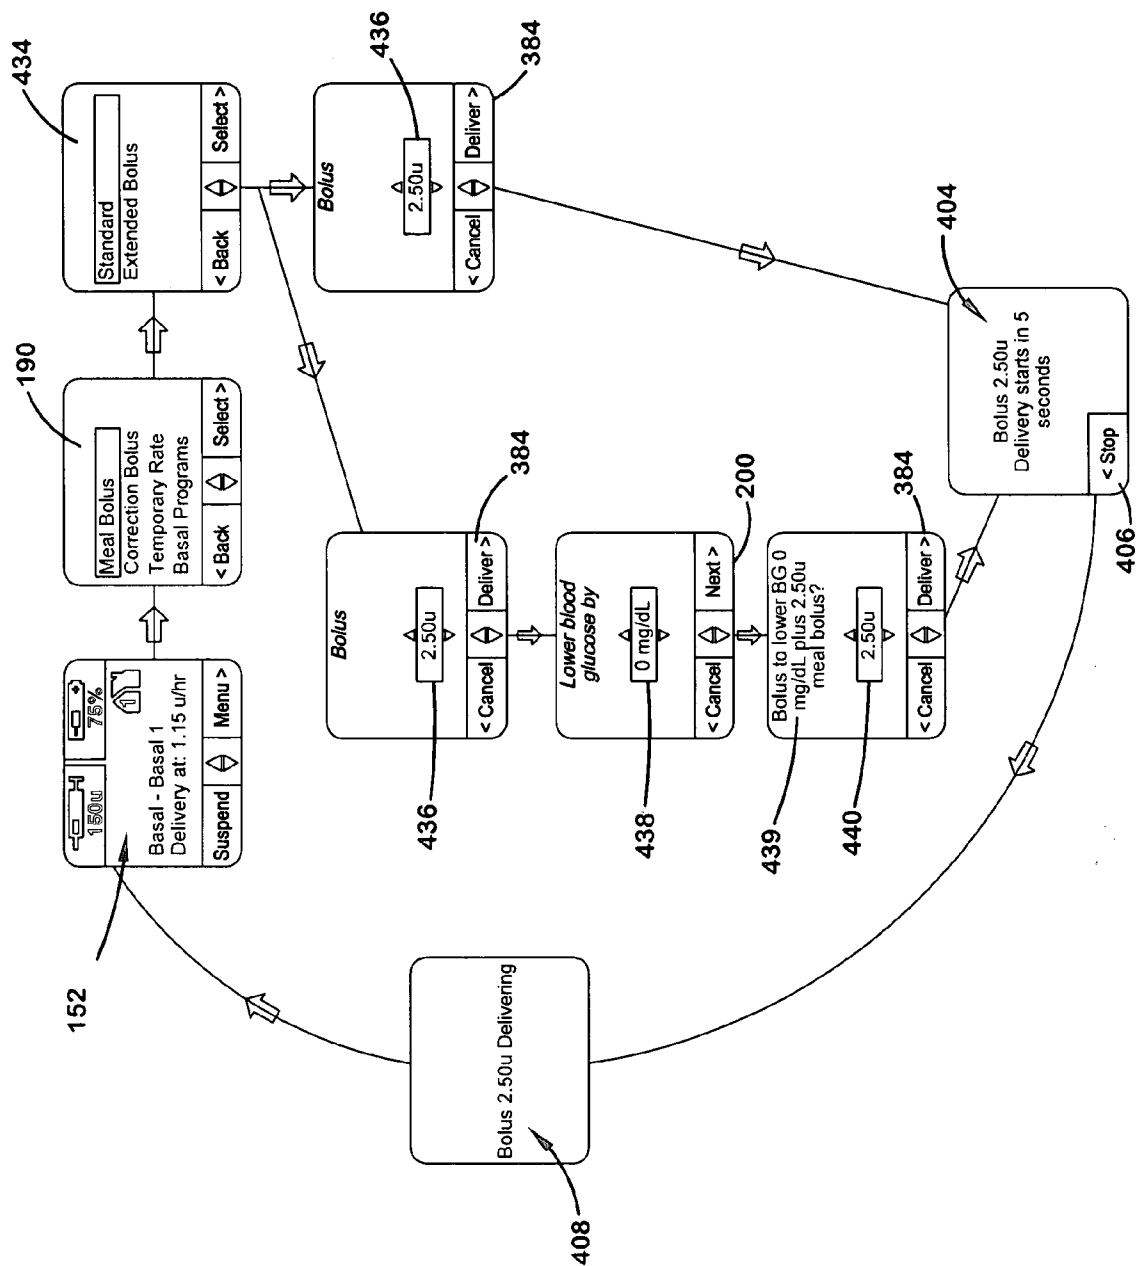 150u
75%
1
Basal - Basal 1
Delivery at: 1.15 u/hr
Suspend
Menu >
152
Meal Bolus
Correction Bolus
Temporary Rate
Basal Programs
< Back
Select >
190
Standard
Extended Bolus
< Back
Select >
434
Bolus
2.50u
< Cancel
Deliver >
436
384
Bolus
2.50u
< Cancel
Deliver >
436
384
Lower blood
glucose by
0 mg/dL
< Cancel
Next >
438
200
Bolus to lower BG 0
mg/dL plus 2.50u
meal bolus?
2.50u
< Cancel
Deliver >
439
440
384
Bolus 2.50u
Delivery starts in 5
seconds
< Stop
404
406
Bolus 2.50u Delivering
408